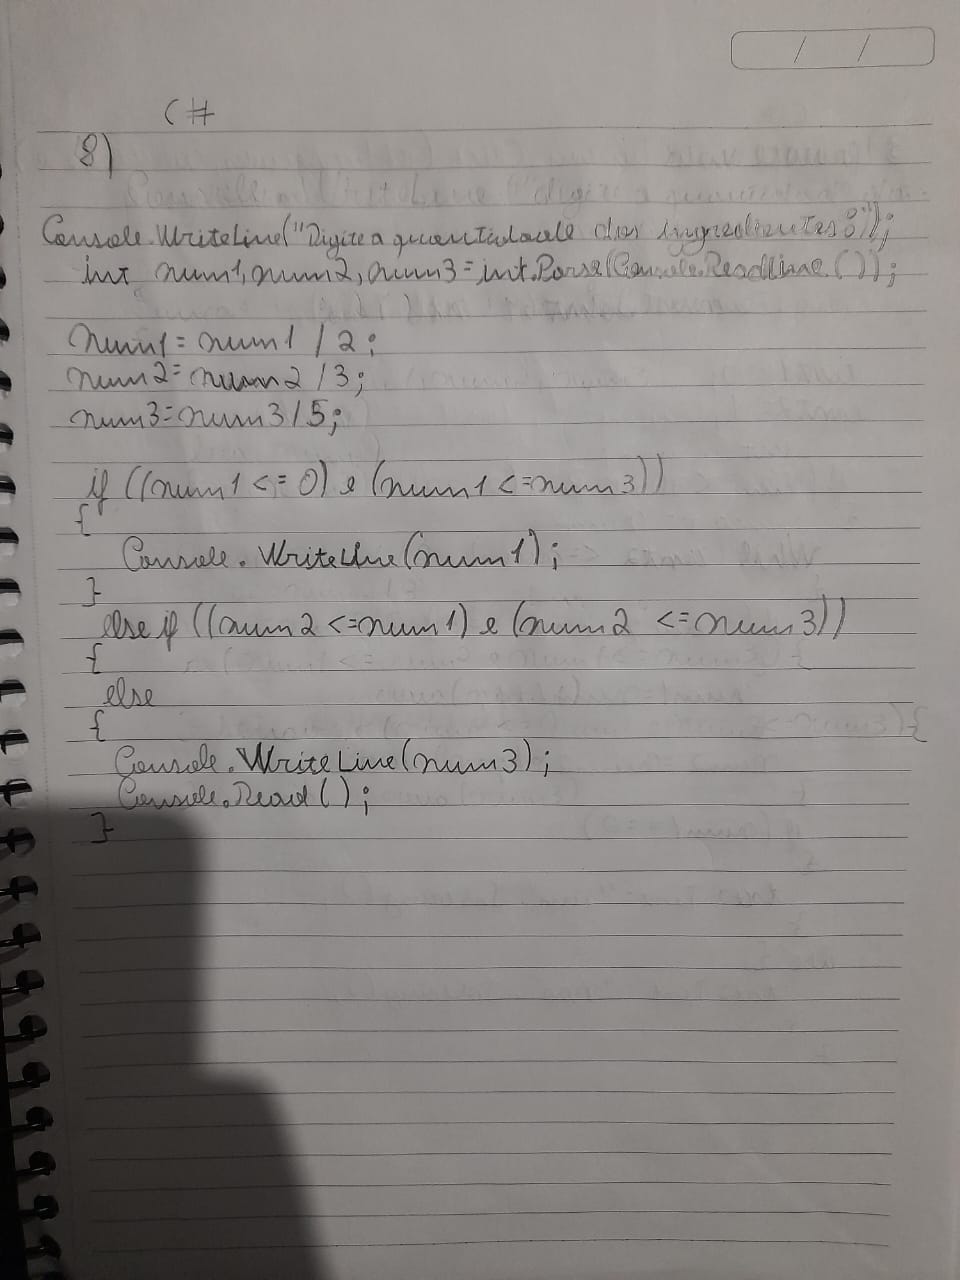 C#
8)
Console.WriteLine("Digite a quantidade dos ingredientes:");
int num1, num2, num3 = int.Parse(Console.ReadLine());
num1 = num1 / 2;
num2 = num2 / 3;
num3 = num3 / 5;
if ((num1 <= 0) e (num1 <= num3))
{
Console.WriteLine(num1);
}
else if ((num2 <= num1) e (num2 <= num3))
{
else
{
Console.WriteLine(num3);
Console.Read();
}